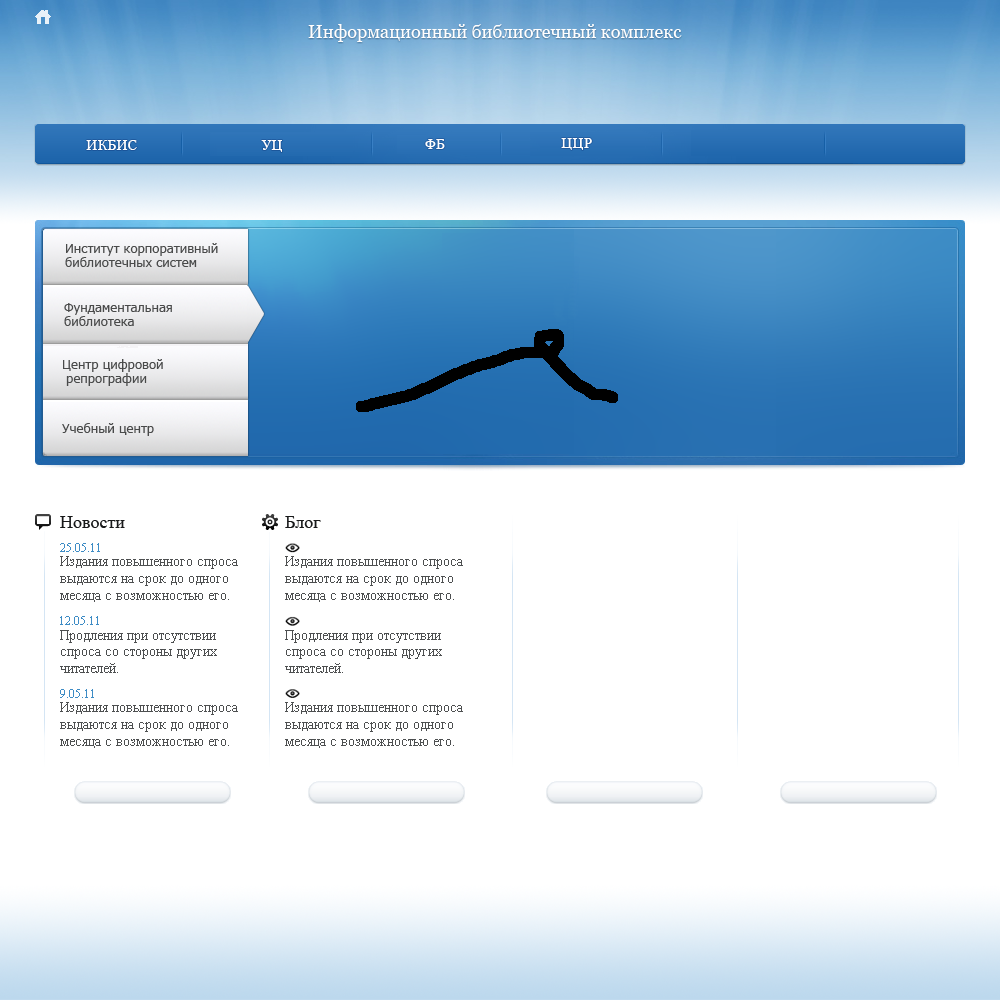 Информационный библиотечный комплекс
ИКБИС
УЦ
ФБ
ЦЦР
Институт корпоративный
библиотечных систем
Фундаментальная
библиотека
Центр цифровой
репрографии
Учебный центр
Новости
25.05.11
Издания повышенного спроса
выдаются на срок до одного
месяца с возможностью его.
12.05.11
Продления при отсутствии
спроса со стороны других
читателей.
9.05.11
Издания повышенного спроса
выдаются на срок до одного
месяца с возможностью его.
Блог
Издания повышенного спроса
выдаются на срок до одного
месяца с возможностью его.
Продления при отсутствии
спроса со стороны других
читателей.
Издания повышенного спроса
выдаются на срок до одного
месяца с возможностью его.